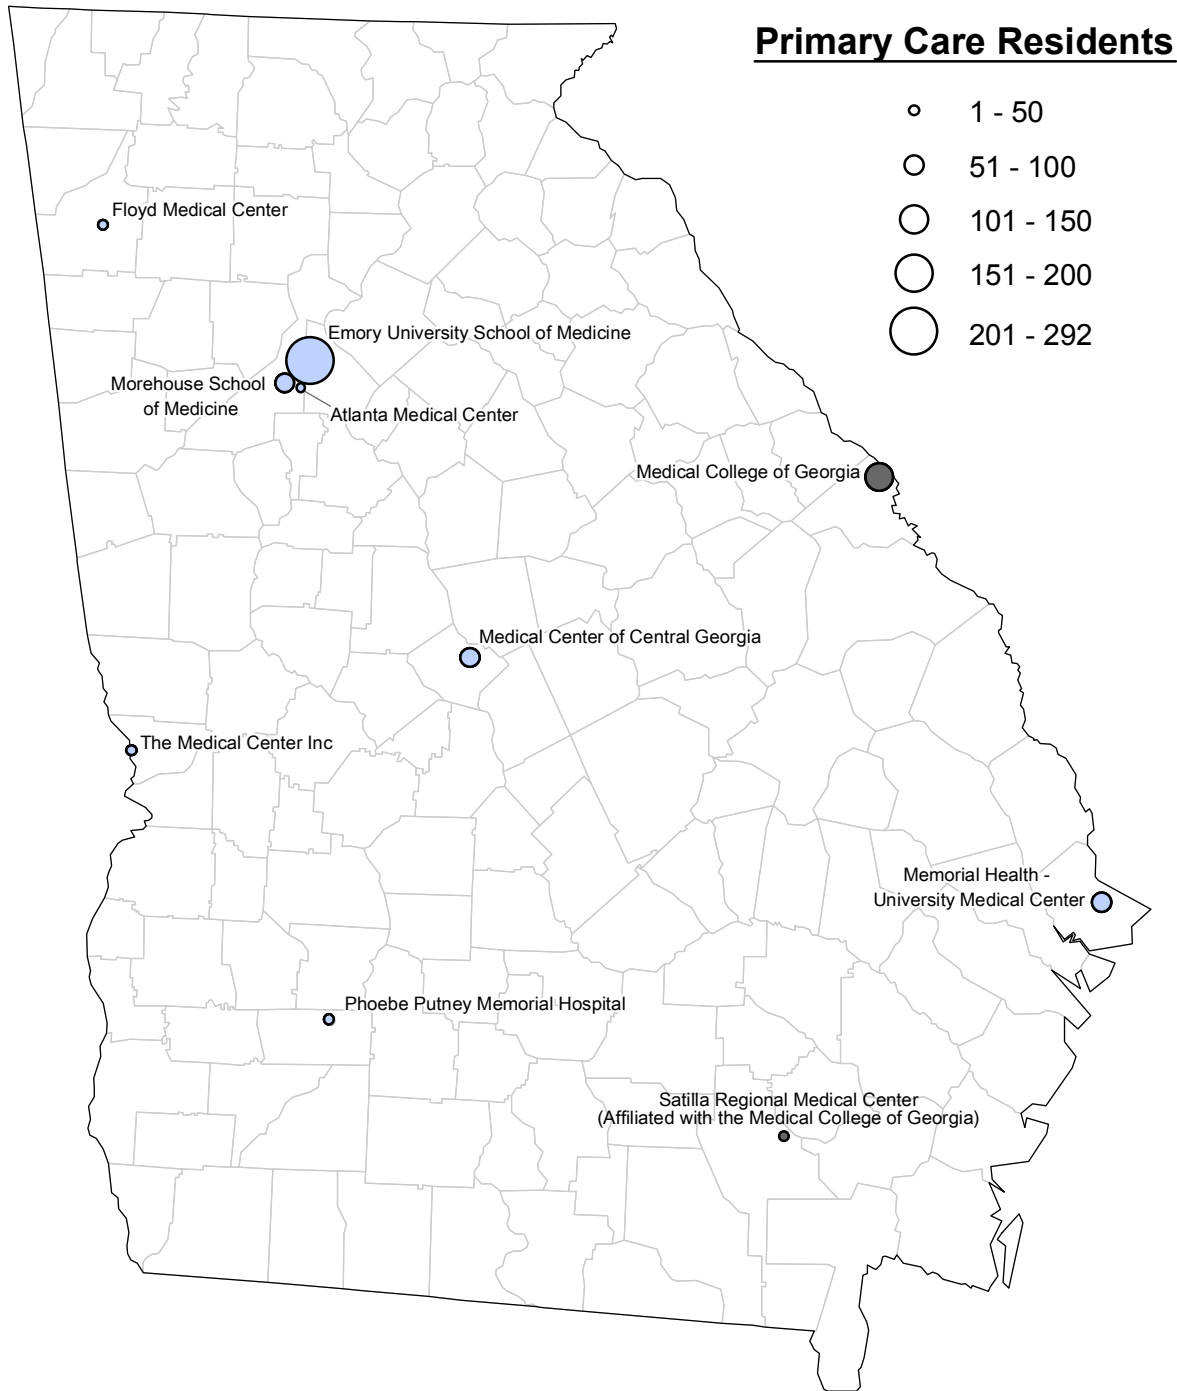 Primary Care Residents
1 - 50
51 - 100
101 - 150
151 - 200
201 - 292
Floyd Medical Center
Emory University School of Medicine
Morehouse School
of Medicine
Atlanta Medical Center
Medical College of Georgia
Medical Center of Central Georgia
The Medical Center Inc
Memorial Health -
University Medical Center
Phoebe Putney Memorial Hospital
Satilla Regional Medical Center
(Affiliated with the Medical College of Georgia)